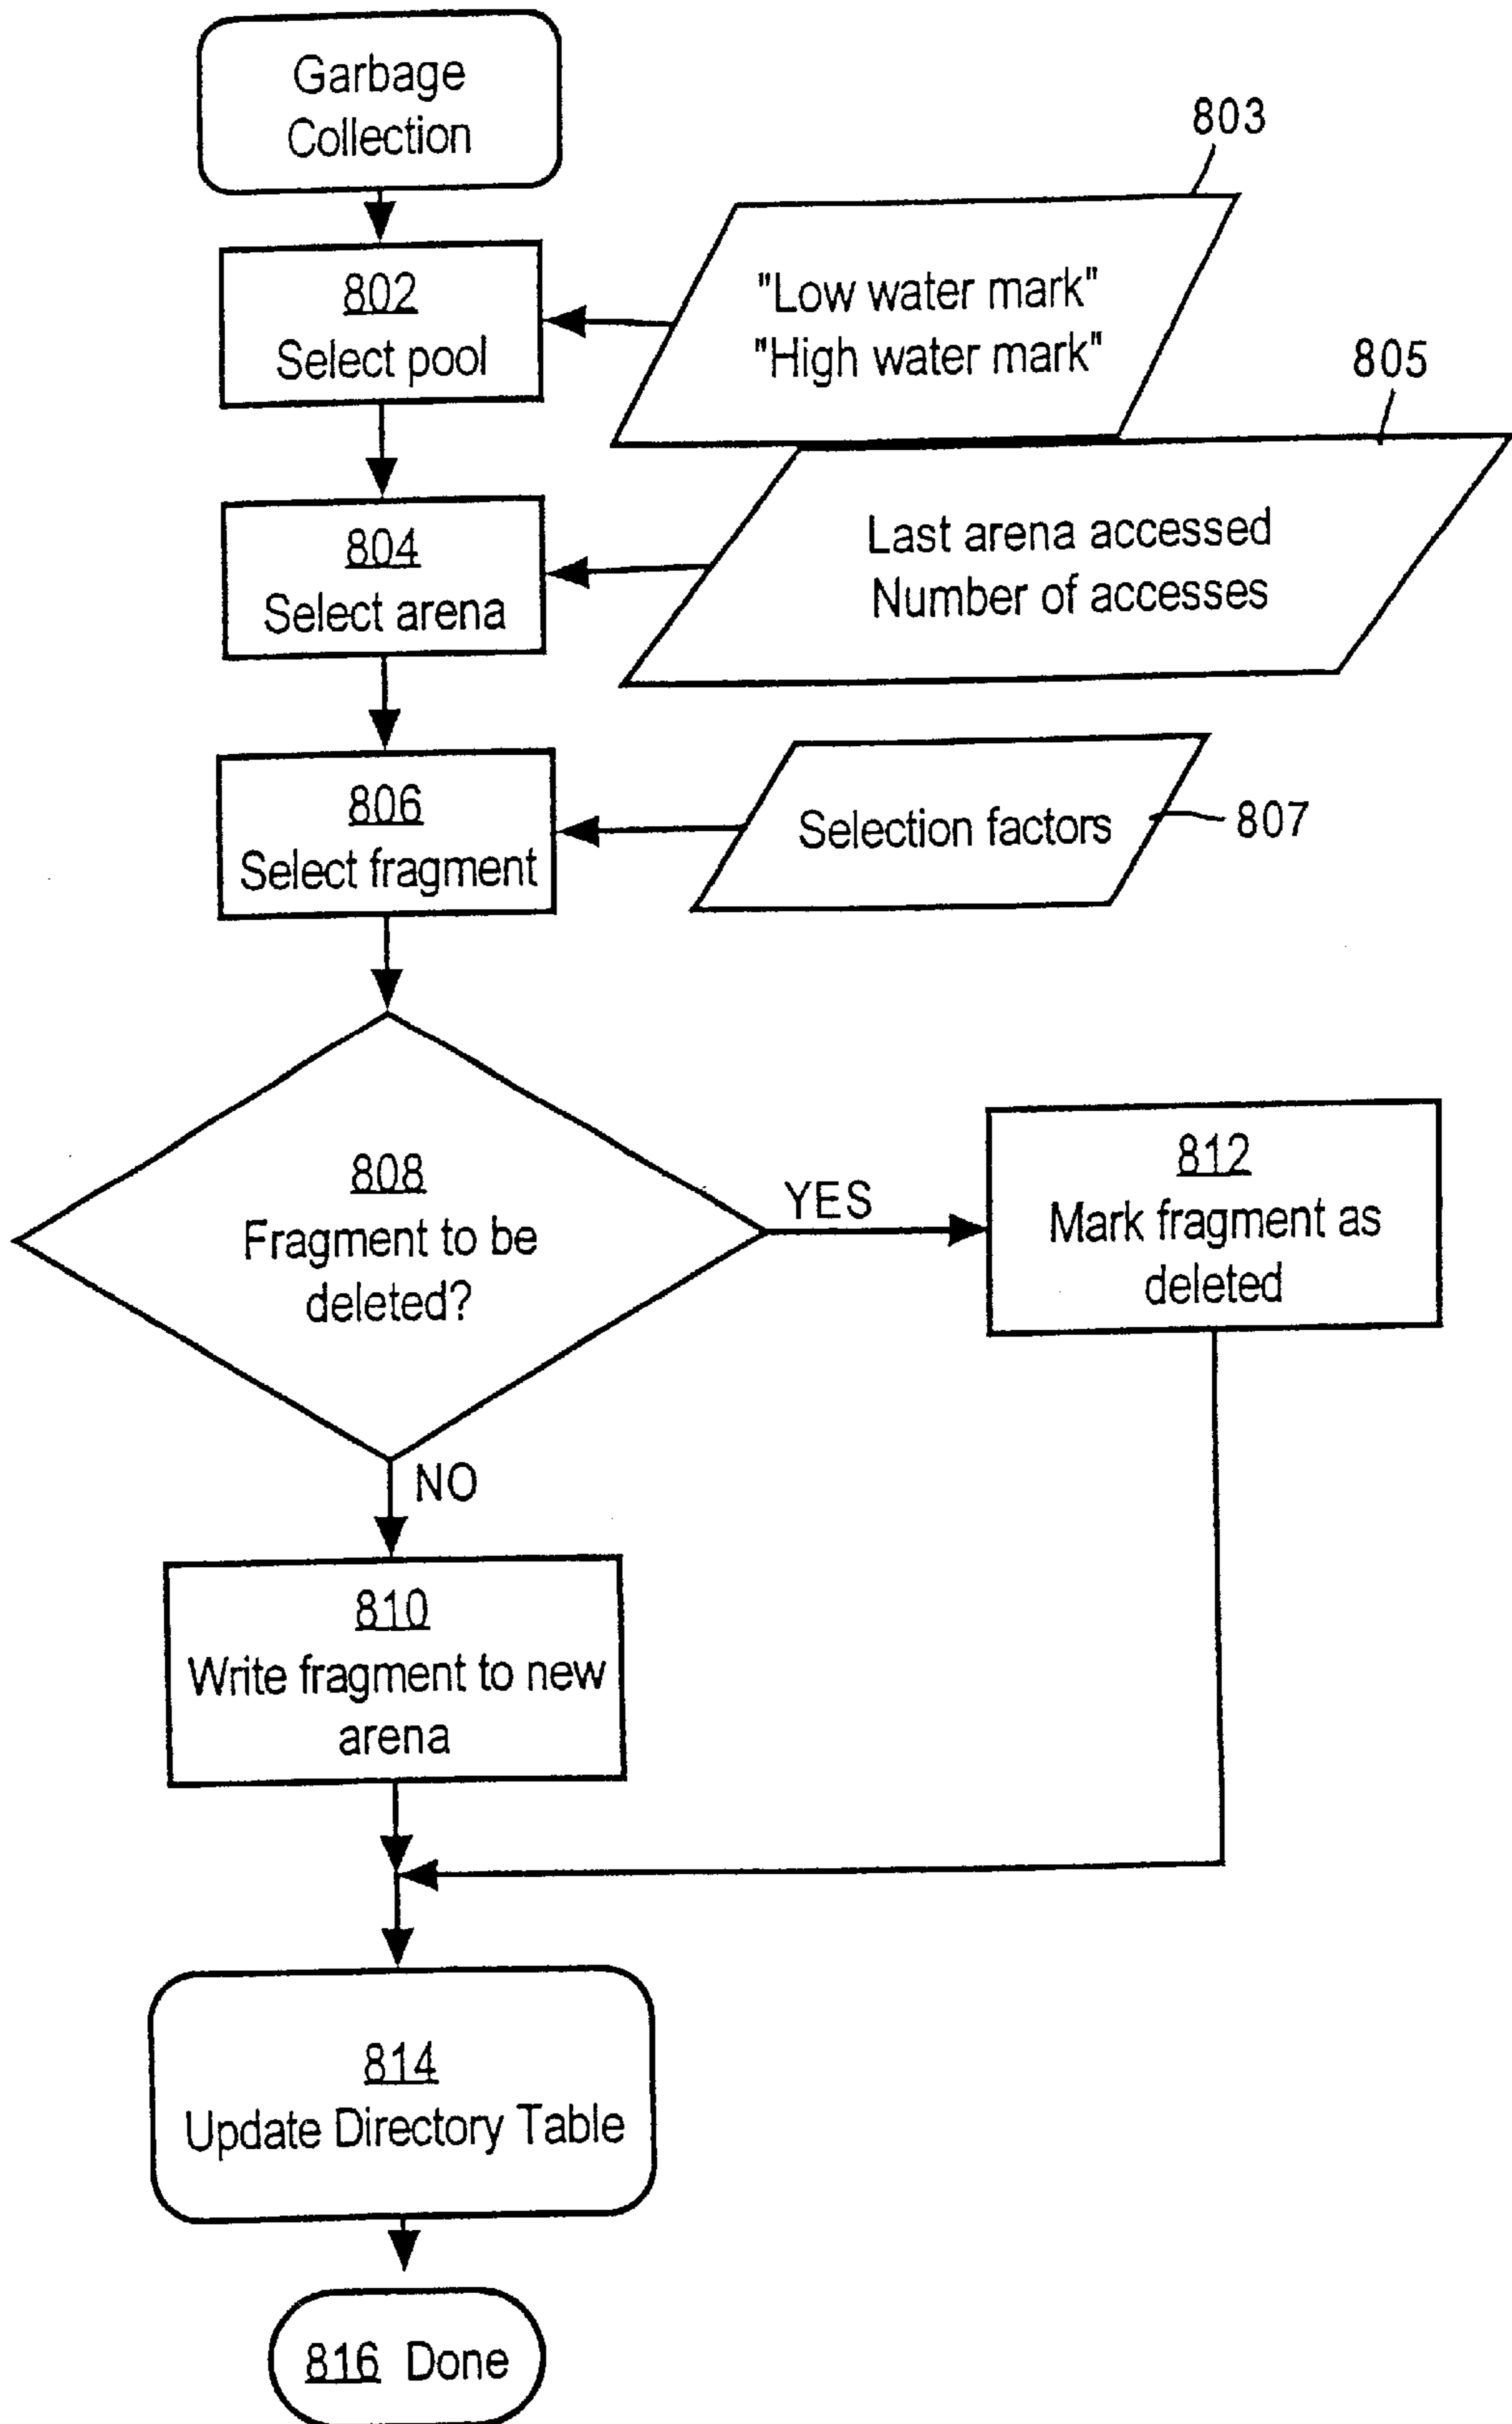 Garbage
Collection
803
802
Select pool
"Low water mark"
"High water mark"
805
804
Select arena
Last arena accessed
Number of accesses
806
Select fragment
Selection factors
807
808
Fragment to be
deleted?
YES
812
Mark fragment as
deleted
NO
810
Write fragment to new
arena
814
Update Directory Table
816 Done